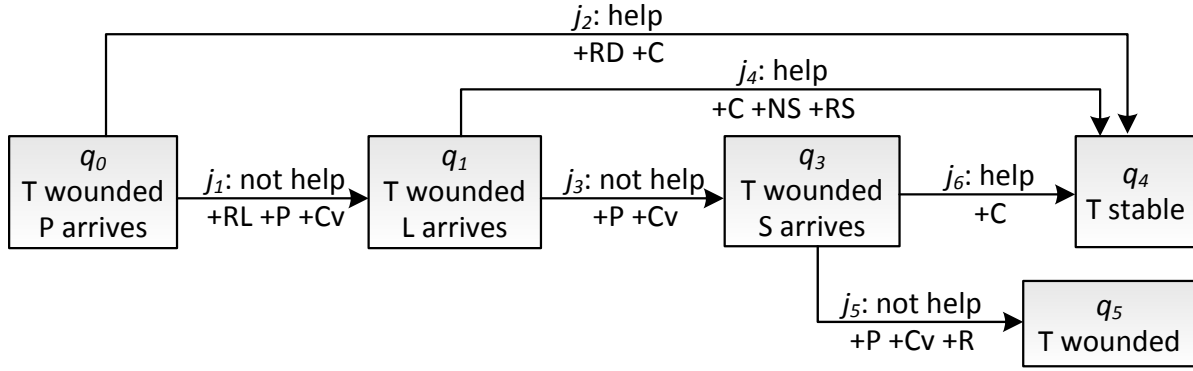 j2: help
+RD +C
j4: help
+C +NS +RS
q0
T wounded
P arrives
j1: not help
+RL +P +Cv
q1
T wounded
L arrives
j3: not help
+P +Cv
q3
T wounded
S arrives
j6: help
+C
q4
T stable
j5: not help
+P +Cv +R
q5
T wounded